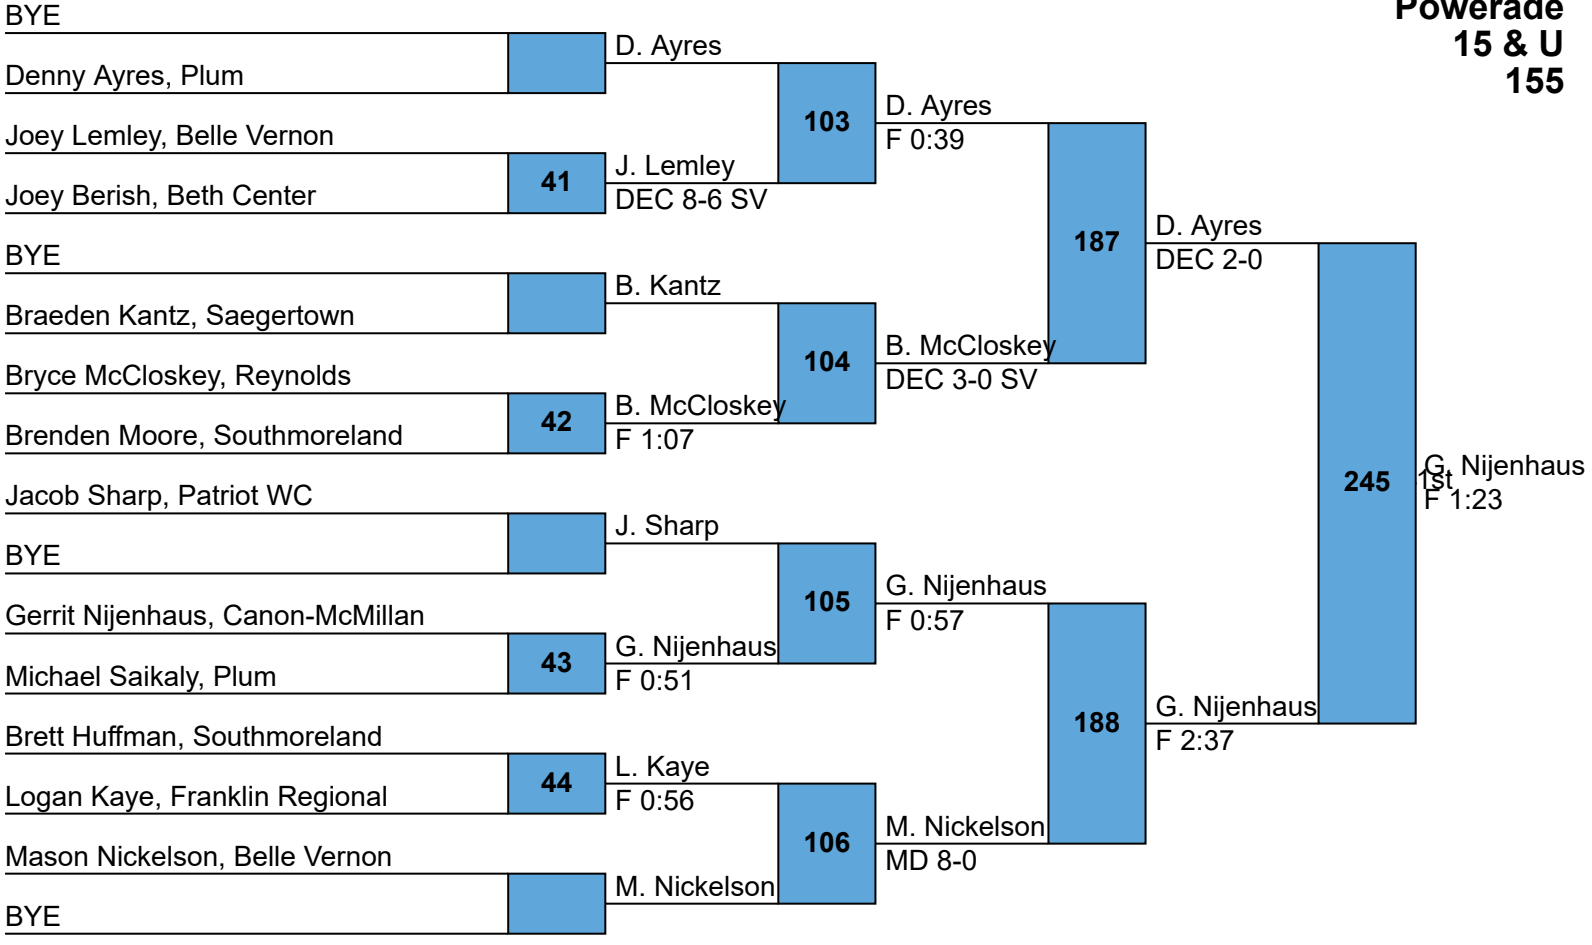 Powerade
15 & U
155
BYE
Denny Ayres, Plum
Joey Lemley, Belle Vernon
Joey Berish, Beth Center
BYE
Braeden Kantz, Saegertown
Bryce McCloskey, Reynolds
Brenden Moore, Southmoreland
Jacob Sharp, Patriot WC
BYE
Gerrit Nijenhaus, Canon-McMillan
Michael Saikaly, Plum
Brett Huffman, Southmoreland
Logan Kaye, Franklin Regional
Mason Nickelson, Belle Vernon
BYE
41
42
43
44
D. Ayres
J. Lemley
DEC 8-6 SV
B. Kantz
B. McCloskey
F 1:07
J. Sharp
G. Nijenhaus
F 0:51
L. Kaye
F 0:56
M. Nickelson
103
104
105
106
D. Ayres
F 0:39
B. McCloskey
DEC 3-0 SV
G. Nijenhaus
F 0:57
M. Nickelson
MD 8-0
187
188
D. Ayres
DEC 2-0
G. Nijenhaus
F 2:37
245
G. Nijenhaus
1st
F 1:23